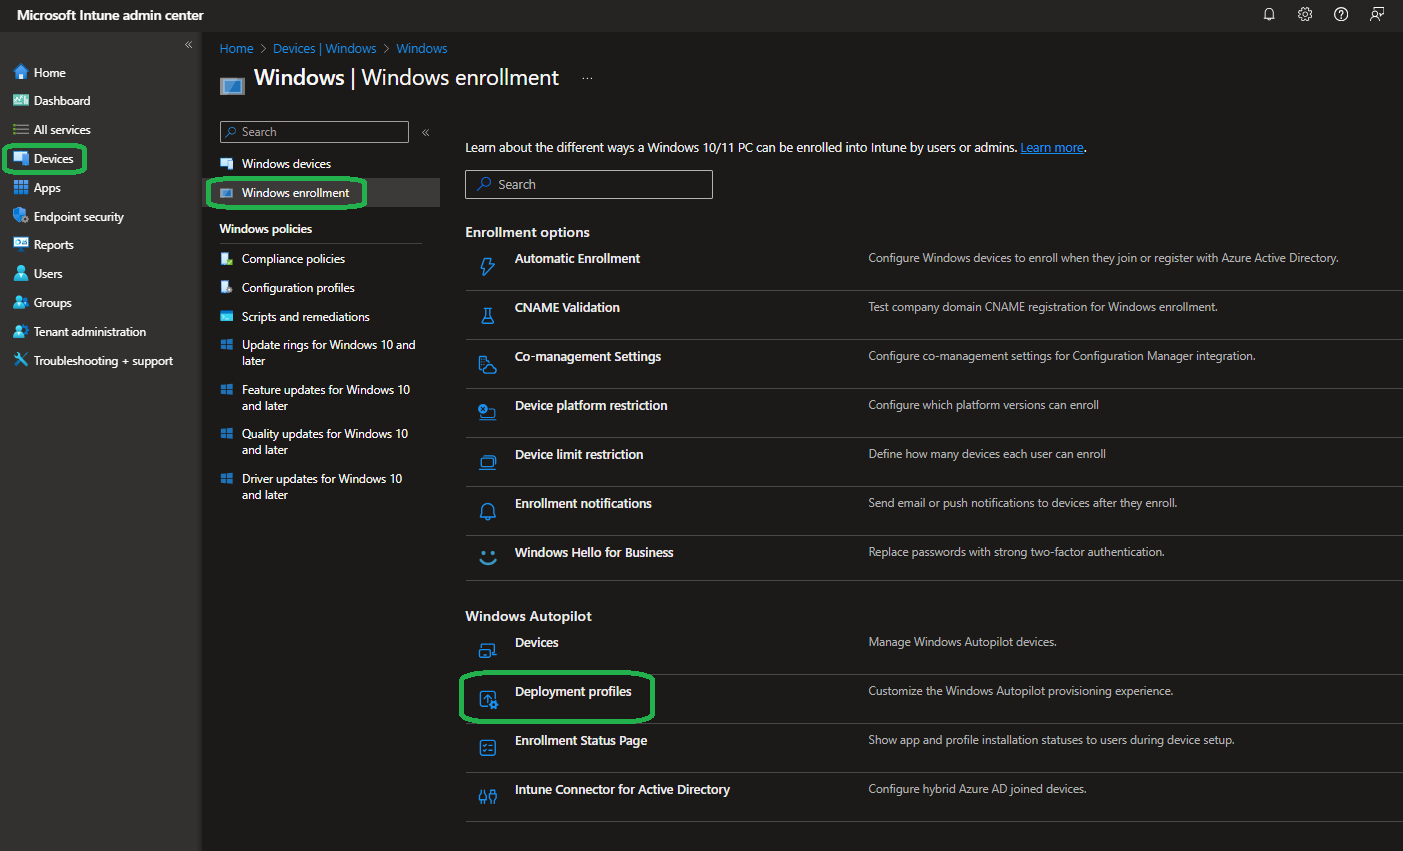 Microsoft Intune admin center
Home
Dashboard
All services
Devices
Apps
Endpoint security
Reports
Users
Groups
Tenant administration
Troubleshooting + support
Home > Devices | Windows > Windows
Windows | Windows enrollment ...
Search
Windows devices
Windows enrollment
Windows policies
Compliance policies
Configuration profiles
Scripts and remediations
Update rings for Windows 10 and
later
Feature updates for Windows 10
and later
Quality updates for Windows 10
and later
Driver updates for Windows 10
and later
Learn about the different ways a Windows 10/11 PC can be enrolled into Intune by users or admins. Learn more.
Search
Enrollment options
Automatic Enrollment Configure Windows devices to enroll when they join or register with Azure Active Directory.
CNAME Validation Test company domain CNAME registration for Windows enrollment.
Co-management Settings Configure co-management settings for Configuration Manager integration.
Device platform restriction Configure which platform versions can enroll
Device limit restriction Define how many devices each user can enroll
Enrollment notifications Send email or push notifications to devices after they enroll.
Windows Hello for Business Replace passwords with strong two-factor authentication.
Windows Autopilot
Devices Manage Windows Autopilot devices.
Deployment profiles Customize the Windows Autopilot provisioning experience.
Enrollment Status Page Show app and profile installation statuses to users during device setup.
Intune Connector for Active Directory Configure hybrid Azure AD joined devices.